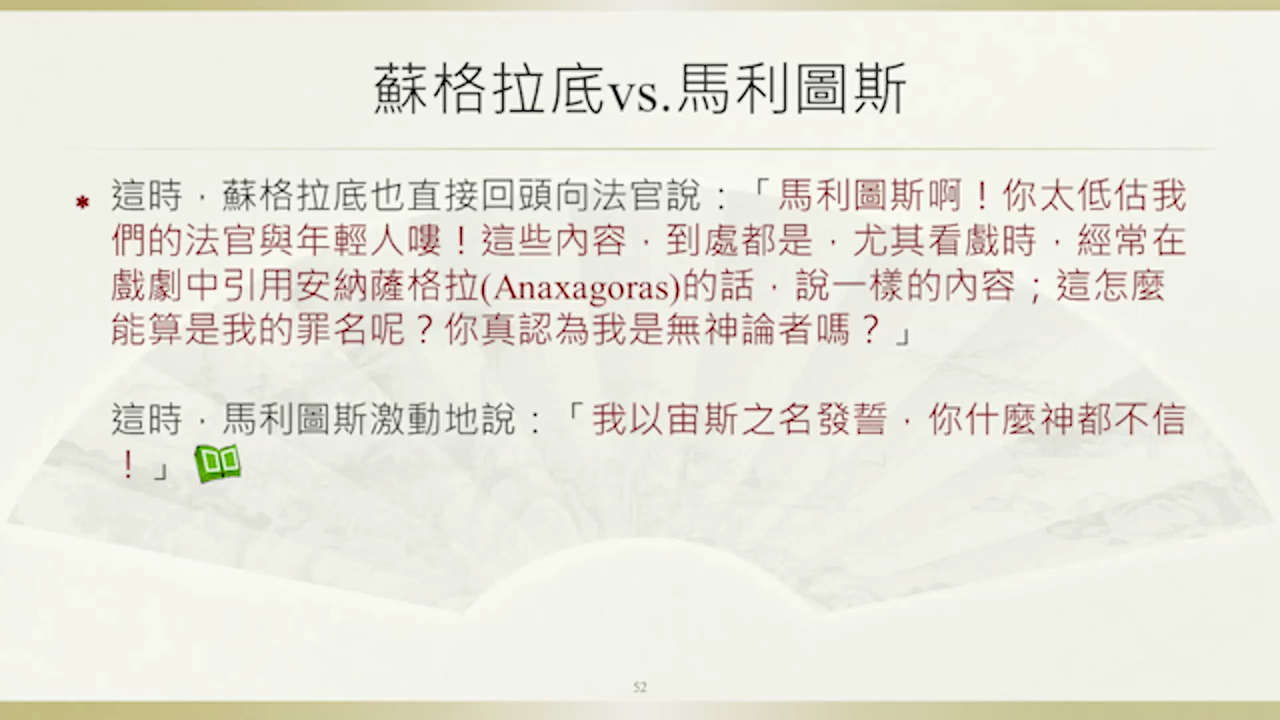 蘇格拉底vs.馬利圖斯
* 這時，蘇格拉底也直接回頭向法官說：「馬利圖斯啊！你太低估我
們的法官與年輕人嘍！這些內容，到處都是，尤其看戲時，經常在
戲劇中引用安納薩格拉(Anaxagoras)的話，說一樣的內容；這怎麼
能算是我的罪名呢？你真認為我是無神論者嗎？」
這時，馬利圖斯激動地說：「我以宙斯之名發誓，你什麼神都不信
！」
52